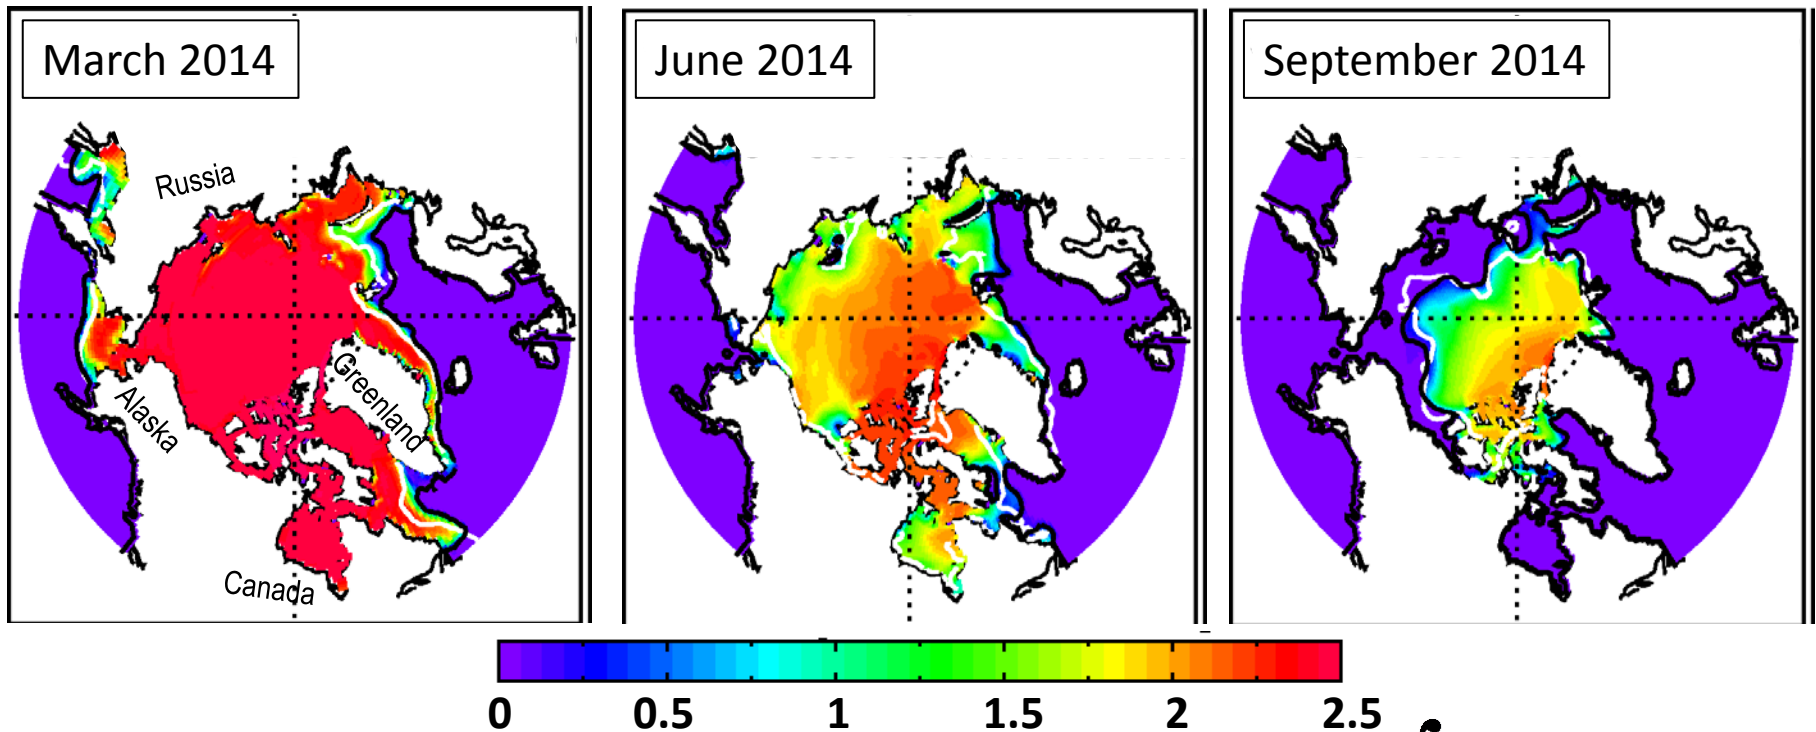 March 2014
June 2014
September 2014
Russia
Alaska
Greenland
Canada
0 0.5 1 1.5 2 2.5